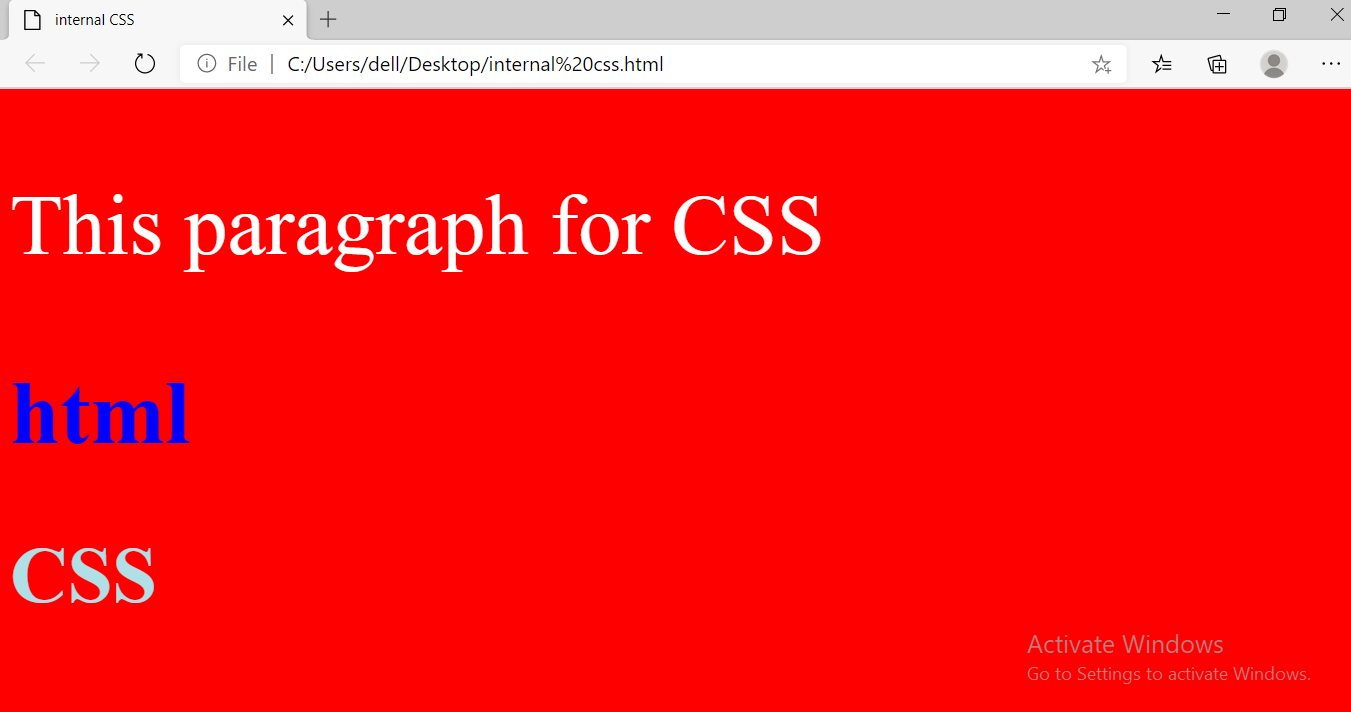 internal CSS
File | C:/Users/dell/Desktop/internal%20css.html
This paragraph for CSS
html
CSS
Activate Windows
Go to Settings to activate Windows.